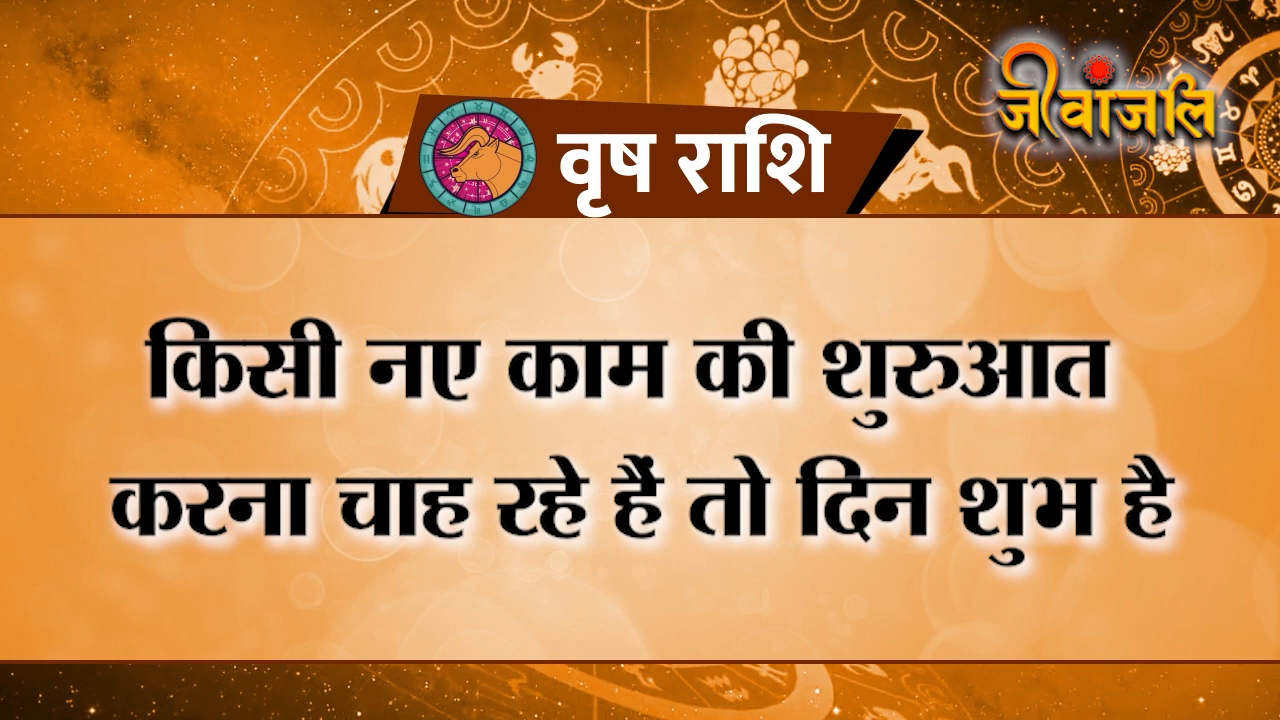 जीवांजलि
वृष राशि
किसी नए काम की शुरुआत
करना चाह रहे हैं तो दिन शुभ है